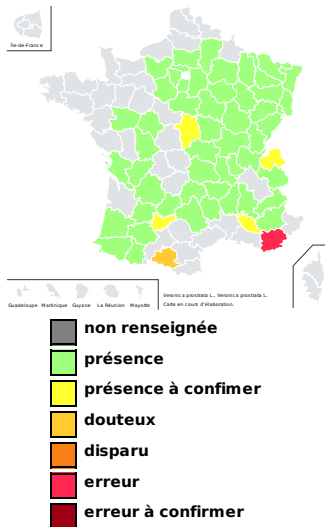 Île-de-France
Guadeloupe Martinique Guyane La Réunion Mayotte
Veronica prostrata L., Veronica prostrata L.
Carte en cours d'élaboration.
non renseignée
présence
présence à confimer
douteux
disparu
erreur
erreur à confirmer